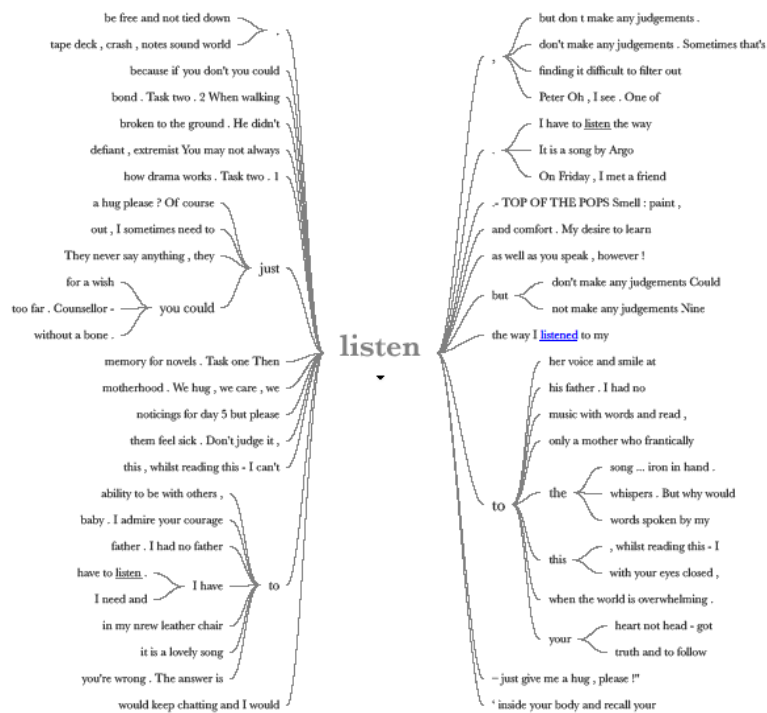 be free and not tied down
tape deck , crash , notes sound world
.
because if you don't you could
bond . Task two . 2 When walking
broken to the ground . He didn't
defiant , extremist You may not always
how drama works . Task two . 1
a hug please ? Of course
out , I sometimes need to
They never say anything , they
for a wish
too far . Counsellor -
without a bone .
you could
just
memory for novels . Task one Then
motherhood . We hug , we care , we
noticings for day 5 but please
them feel sick . Don't judge it ,
this , whilst reading this - I can't
ability to be with others ,
baby . I admire your courage
father . I had no father
have to listen .
I need and
I have
in my nrew leather chair
it is a lovely song
you're wrong . The answer is
to
would keep chatting and I would
listen
,
but don t make any judgements .
don't make any judgements . Sometimes that's
finding it difficult to filter out
Peter Oh , I see . One of
.
I have to listen the way
It is a song by Argo
On Friday , I met a friend
.- TOP OF THE POPS Smell : paint ,
and comfort . My desire to learn
as well as you speak , however !
but
don't make any judgements Could
not make any judgements Nine
the way I listened to my
to
her voice and smile at
his father . I had no
music with words and read ,
only a mother who frantically
the
song ... iron in hand .
whispers . But why would
words spoken by my
this
, whilst reading this - I
with your eyes closed ,
when the world is overwhelming .
your
heart not head - got
truth and to follow
– just give me a hug , please !"
' inside your body and recall your